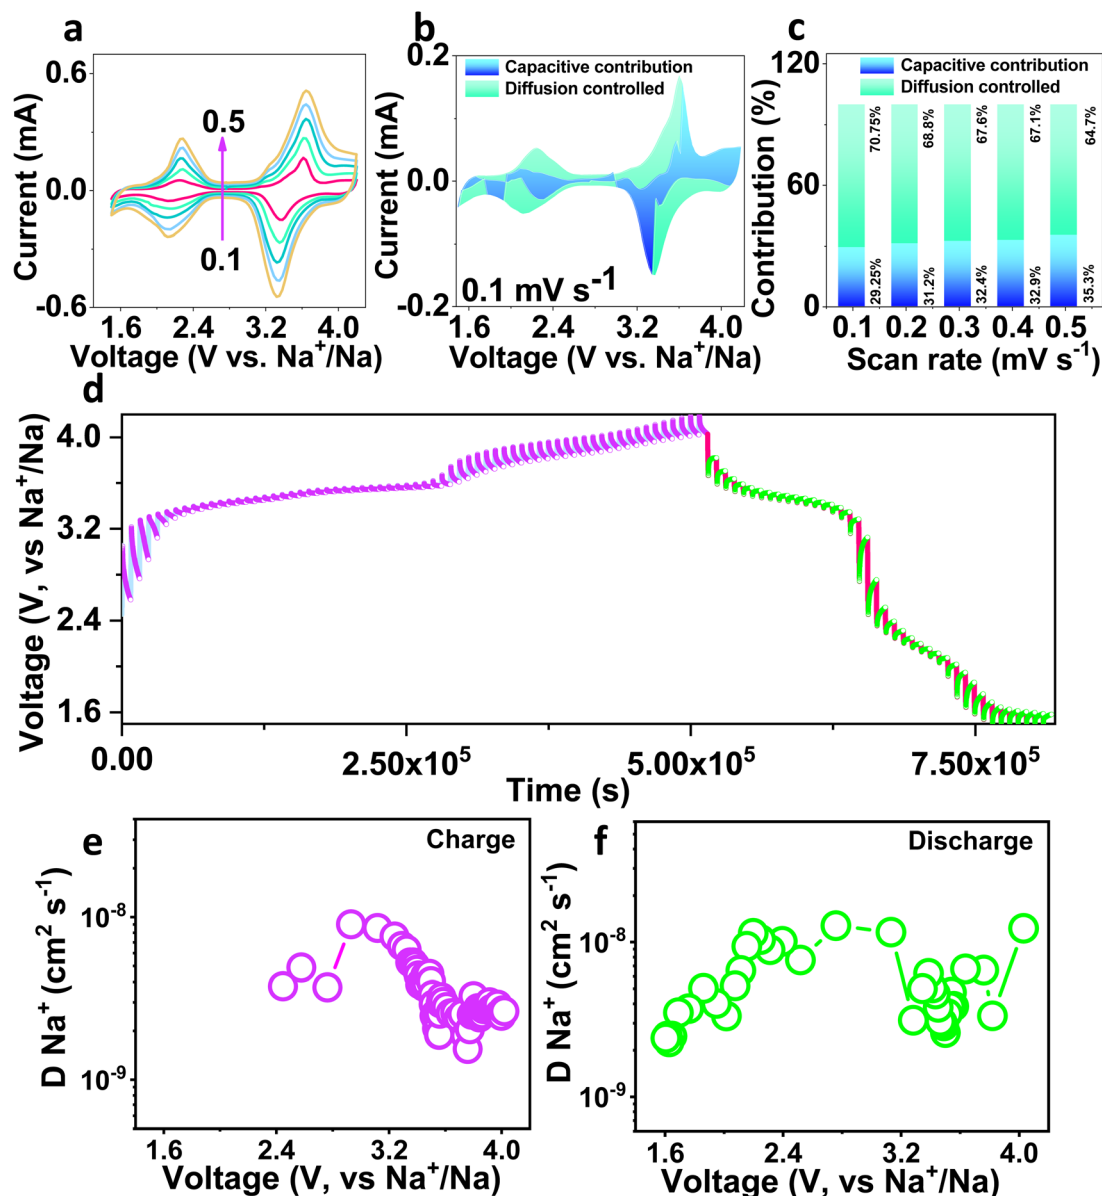 a
0.6
0.0
-0.6
Current (mA)
0.5
0.1
1.6 2.4 3.2 4.0
Voltage (V vs. Na⁺/Na)
b
0.2
0.0
-0.2
Current (mA)
Capacitive contribution
Diffusion controlled
0.1 mV s⁻¹
1.6 2.4 3.2 4.0
Voltage (V vs. Na⁺/Na)
c
120
60
0
Contribution (%)
Capacitive contribution
Diffusion controlled
70.75% 68.8% 67.6% 67.1% 64.7%
29.25% 31.2% 32.4% 32.9% 35.3%
0.1 0.2 0.3 0.4 0.5
Scan rate (mV s⁻¹)
d
4.0
3.2
2.4
1.6
Voltage (V, vs Na⁺/Na)
0.00 2.50x10⁵ 5.00x10⁵ 7.50x10⁵
Time (s)
e
Charge
10⁻⁸
10⁻⁹
D Na⁺ (cm² s⁻¹)
1.6 2.4 3.2 4.0
Voltage (V, vs Na⁺/Na)
f
Discharge
10⁻⁸
10⁻⁹
D Na⁺ (cm² s⁻¹)
1.6 2.4 3.2 4.0
Voltage (V, vs Na⁺/Na)